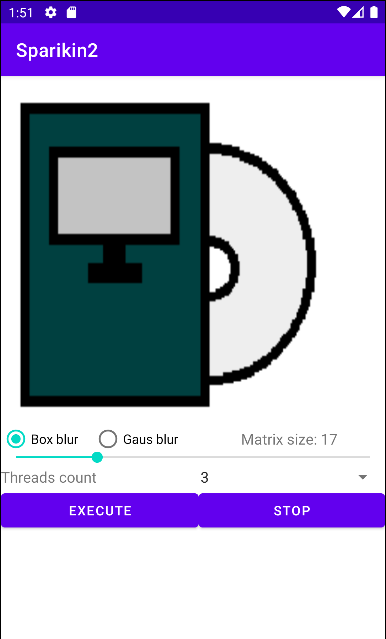 1:51
Sparikin2
Box blur Gaus blur Matrix size: 17
Threads count 3
EXECUTE STOP